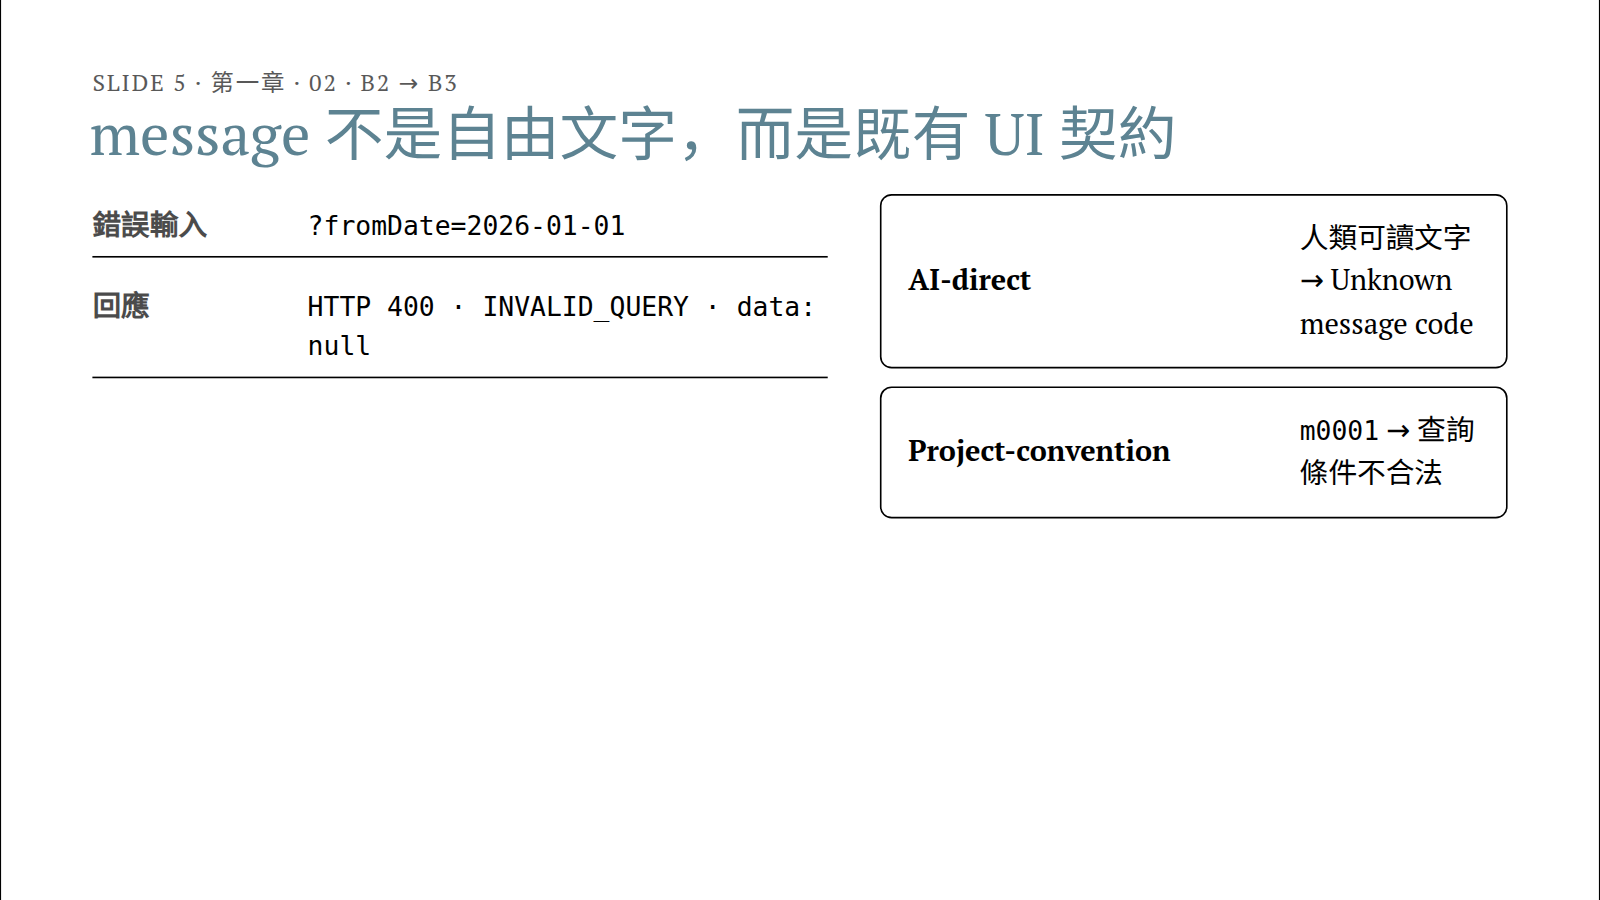 SLIDE 5 · 第一章 · 02 · B2 → B3
message 不是自由文字，而是既有 UI 契約
錯誤輸入
?fromDate=2026-01-01
回應
HTTP 400 · INVALID_QUERY · data:
null
AI-direct
人類可讀文字
→ Unknown
message code
Project-convention
m0001 → 查詢
條件不合法